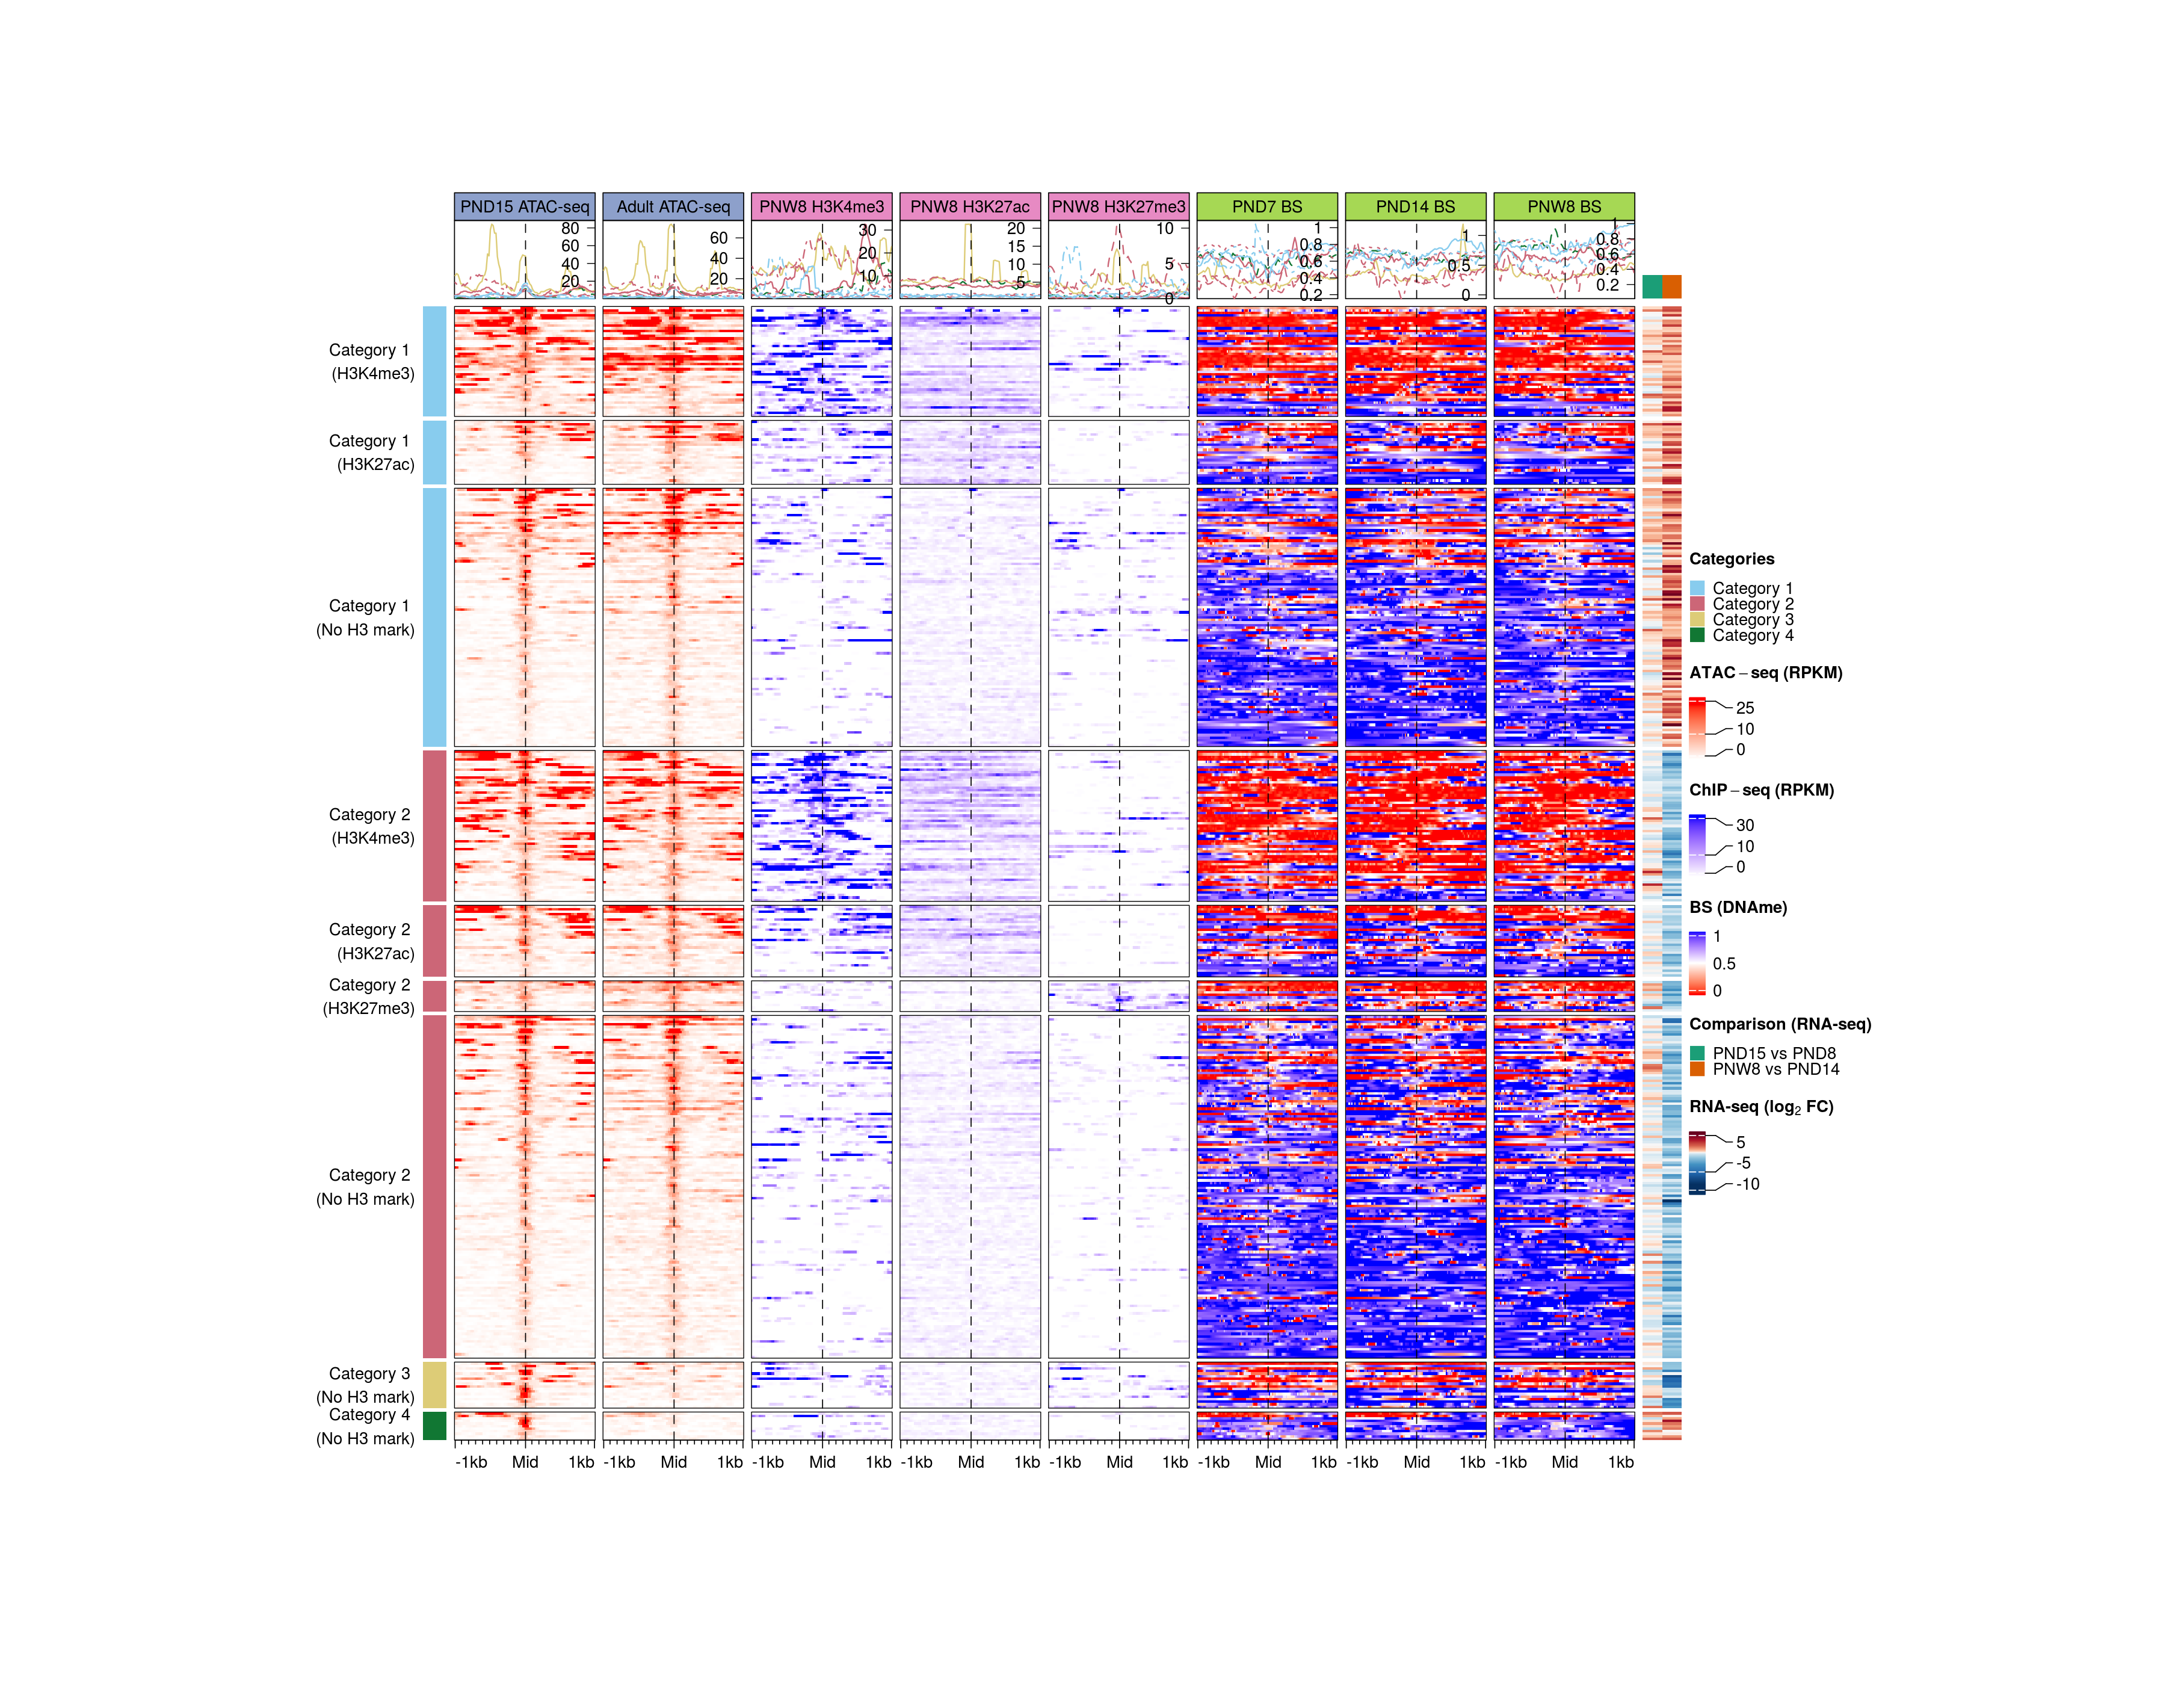 PND15 ATAC-seq
Adult ATAC-seq
PNW8 H3K4me3
PNW8 H3K27ac
PNW8 H3K27me3
PND7 BS
PND14 BS
PNW8 BS
80
60
40
20
60
40
20
30
20
10
20
15
10
5
10
5
0
1
0.8
0.6
0.4
0.2
1
0.5
0
1
0.8
0.6
0.4
0.2
Category 1
(H3K4me3)
Category 1
(H3K27ac)
Category 1
(No H3 mark)
Category 2
(H3K4me3)
Category 2
(H3K27ac)
Category 2
(H3K27me3)
Category 2
(No H3 mark)
Category 3
(No H3 mark)
Category 4
(No H3 mark)
-1kb Mid 1kb
-1kb Mid 1kb
-1kb Mid 1kb
-1kb Mid 1kb
-1kb Mid 1kb
-1kb Mid 1kb
-1kb Mid 1kb
-1kb Mid 1kb
Categories
Category 1
Category 2
Category 3
Category 4
ATAC–seq (RPKM)
25
10
0
ChIP–seq (RPKM)
30
10
0
BS (DNAme)
1
0.5
0
Comparison (RNA-seq)
PND15 vs PND8
PNW8 vs PND14
RNA-seq (log₂ FC)
5
-5
-10